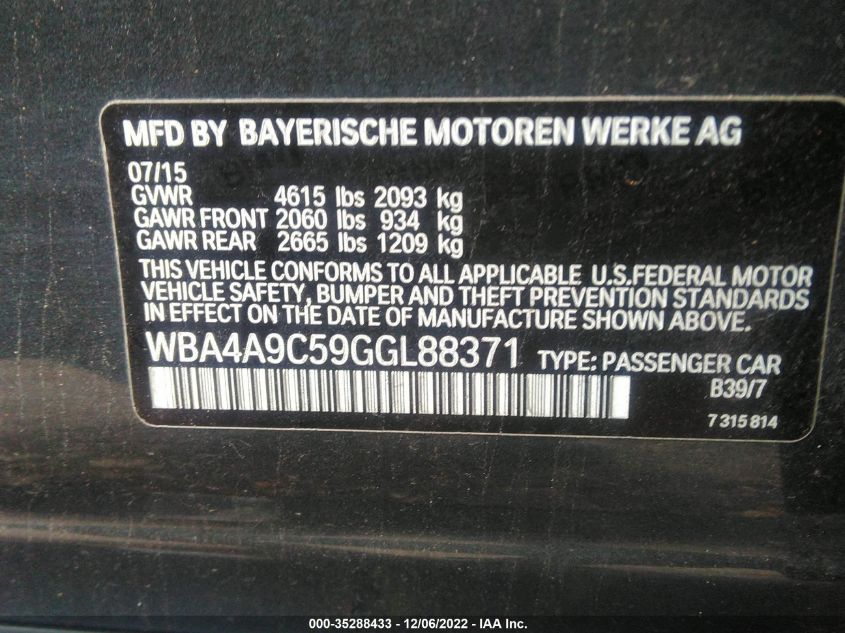 MFD BY BAYERISCHE MOTOREN WERKE AG
07/15
GVWR 4615 lbs 2093 kg
GAWR FRONT 2060 lbs 934 kg
GAWR REAR 2665 lbs 1209 kg
THIS VEHICLE CONFORMS TO ALL APPLICABLE U.S.FEDERAL MOTOR
VEHICLE SAFETY, BUMPER AND THEFT PREVENTION STANDARDS
IN EFFECT ON THE DATE OF MANUFACTURE SHOWN ABOVE.
WBA4A9C59GGL88371 TYPE: PASSENGER CAR
B39/7
7 315 814
000-35288433 - 12/06/2022 - IAA Inc.